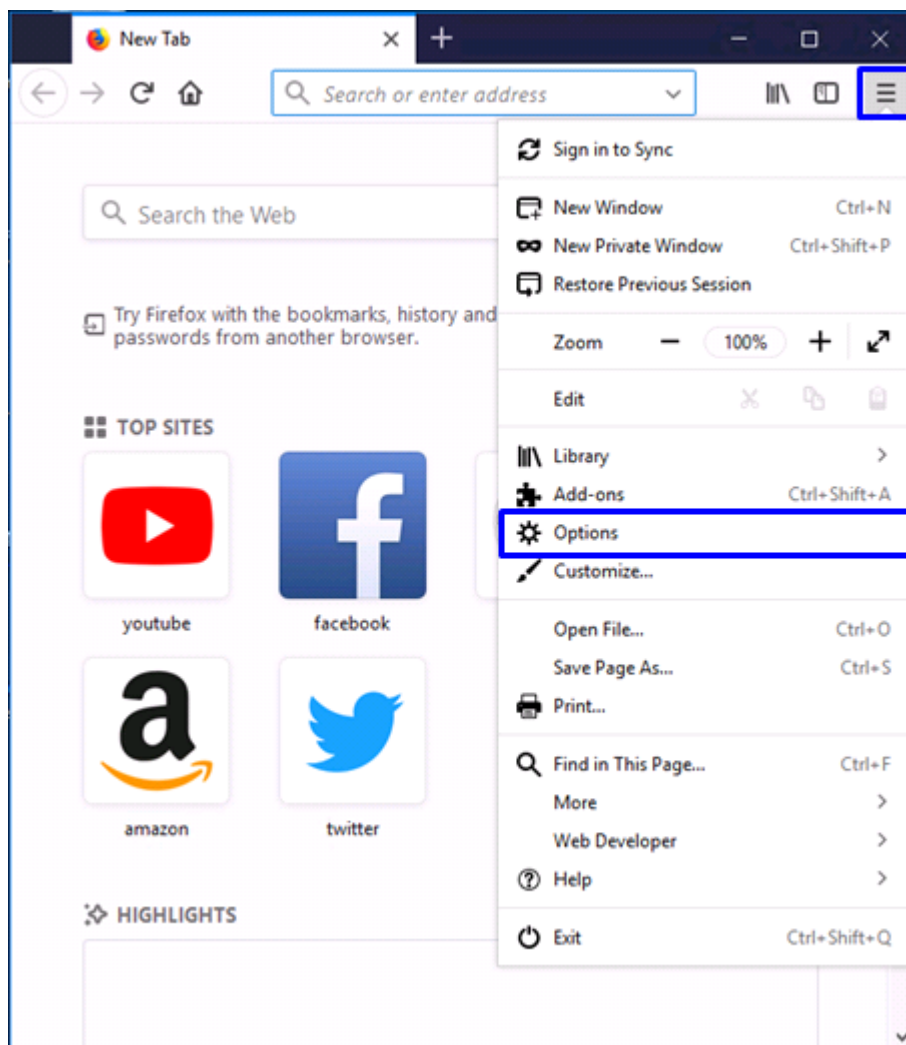 New Tab
Search or enter address
Sign in to Sync
New Window Ctrl+N
New Private Window Ctrl+Shift+P
Restore Previous Session
Zoom 100%
Edit
Library
Add-ons Ctrl+Shift+A
Options
Customize...
Open File... Ctrl+O
Save Page As... Ctrl+S
Print...
Find in This Page... Ctrl+F
More
Web Developer
Help
Exit Ctrl+Shift+Q
Search the Web
Try Firefox with the bookmarks, history and
passwords from another browser.
TOP SITES
youtube
facebook
amazon
twitter
HIGHLIGHTS